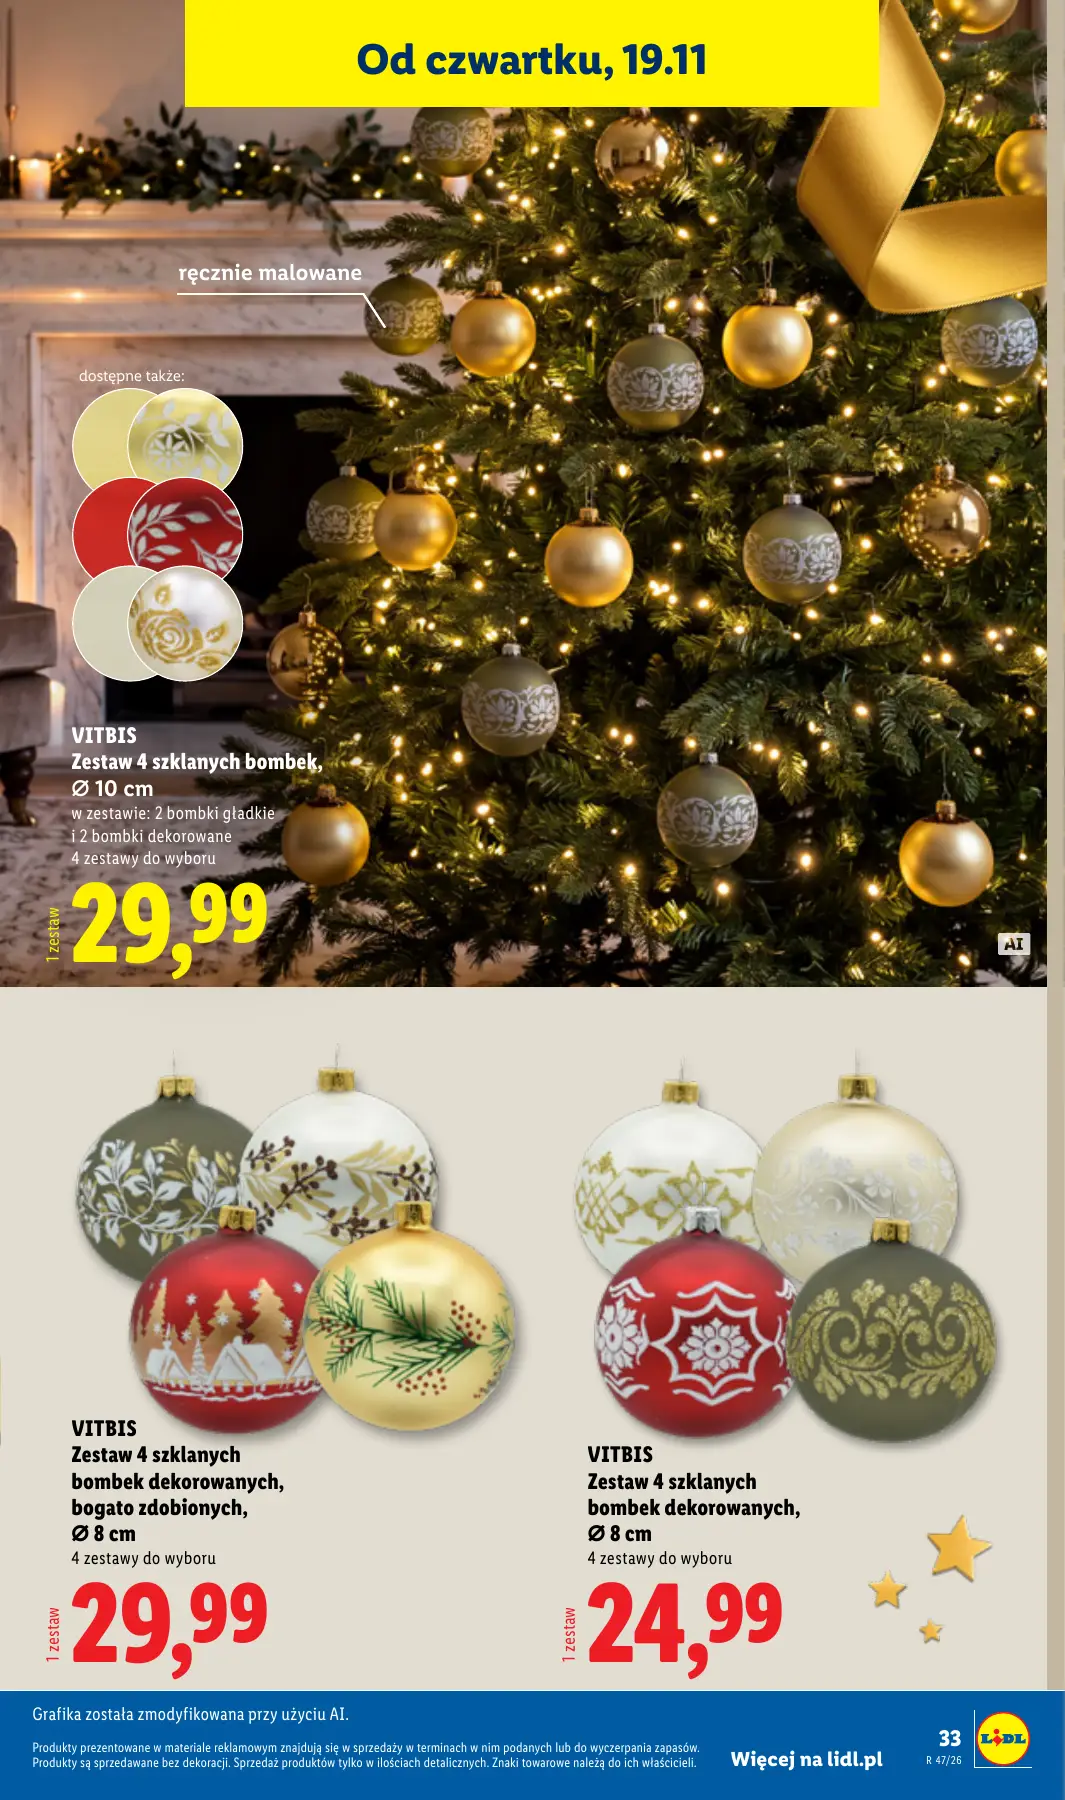 Od czwartku, 19.11
ręcznie malowane
dostępne także:
VITBIS
Zestaw 4 szklanych bombek,
Ø 10 cm
w zestawie: 2 bombki gładkie
i 2 bombki dekorowane
4 zestawy do wyboru
1 zestaw
29,99
AI
VITBIS
Zestaw 4 szklanych
bombek dekorowanych,
bogato zdobionych,
Ø 8 cm
4 zestawy do wyboru
1 zestaw
29,99
VITBIS
Zestaw 4 szklanych
bombek dekorowanych,
Ø 8 cm
4 zestawy do wyboru
1 zestaw
24,99
Grafika została zmodyfikowana przy użyciu AI.
Produkty prezentowane w materiale reklamowym znajdują się w sprzedaży w terminach w nim podanych lub do wyczerpania zapasów.
Produkty są sprzedawane bez dekoracji. Sprzedaż produktów tylko w ilościach detalicznych. Znaki towarowe należą do ich właścicieli.
Więcej na lidl.pl
33
R 47/26
LIDL